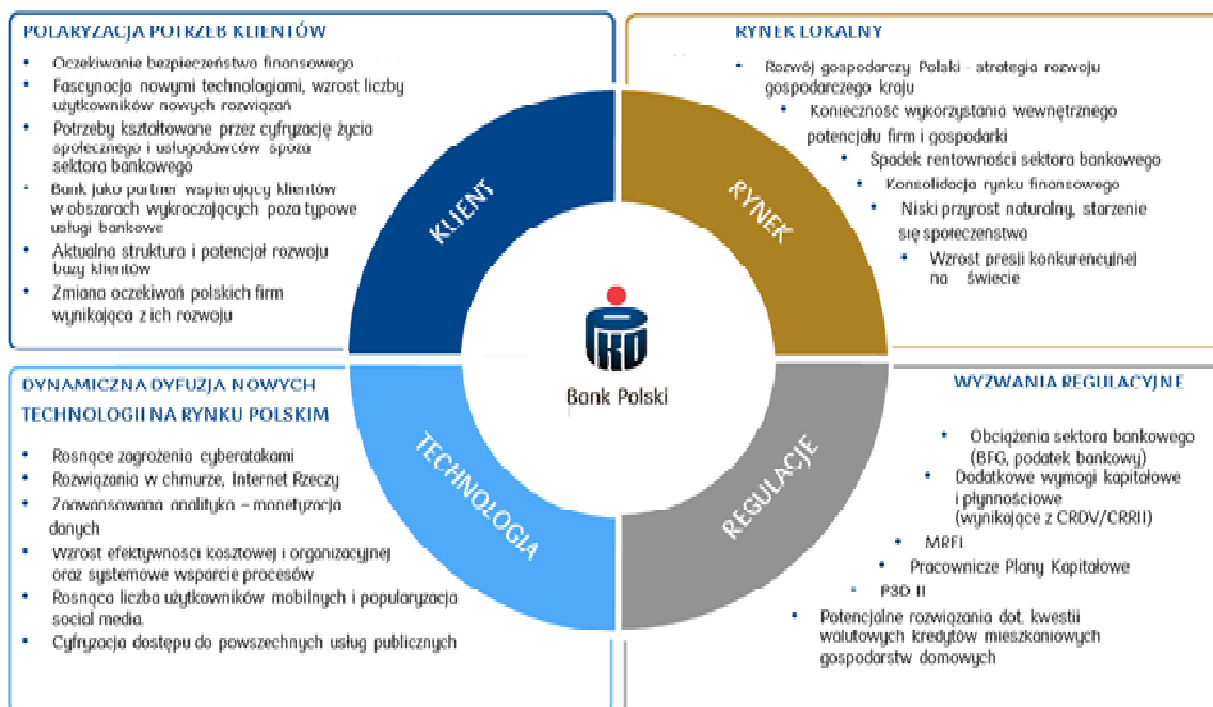 POLARYZACJA POTRZEB KLIENTÓW
• Oczekiwanie bezpieczeństwa finansowego
• Fascynacja nowymi technologiami, wzrost liczby
użytkowników nowych rozwiązań
• Potrzeby kształtowane przez cyfryzację życia
społecznego i usługodawców spoza
sektora bankowego
• Bank jako partner wspierający klientów
w obszarach wykraczających poza typowe
usługi bankowe
• Aktualna struktura i potencjał rozwoju
bazy klientów
• Zmiana oczekiwań polskich firm
wynikająca z ich rozwoju
RYNEK LOKALNY
• Rozwój gospodarczy Polski - strategia rozwoju
gospodarczego kraju
• Konieczność wykorzystania wewnętrznego
potencjału firm i gospodarki
• Spadek rentowności sektora bankowego
• Konsolidacja rynku finansowego
• Niski przyrost naturalny, starzenie
się społeczenstwa
• Wzrost presji konkurencyjnej
na świecie
KLIENT
RYNEK
Bank Polski
TECHNOLOGIA
REGULACJE
DYNAMICZNA DYFUZJA NOWYCH
TECHNOLOGII NA RYNKU POLSKIM
• Rosnące zagrożenia cyberatakami
• Rozwiązania w chmurze, Internet Rzeczy
• Zaawansowana analityka – monetyzacja
danych
• Wzrost efektywności kosztowej i organizacyjnej
oraz systemowe wsparcie procesów
• Rosnąca liczba użytkowników mobilnych i popularyzacja
social media.
• Cyfryzacja dostępu do powszechnych usług publicznych
WYZWANIA REGULACYJNE
• Obciążenia sektora bankowego
(BFG, podatek bankowy)
• Dodatkowe wymogi kapitałowe
i płynnościowe
(wynikające z CRDV/CRRII)
• MREL
• Pracownicze Plany Kapitałowe
• PSD II
• Potencjalne rozwiązania dot. kwestii
walutowych kredytów mieszkaniowych
gospodarstw domowych